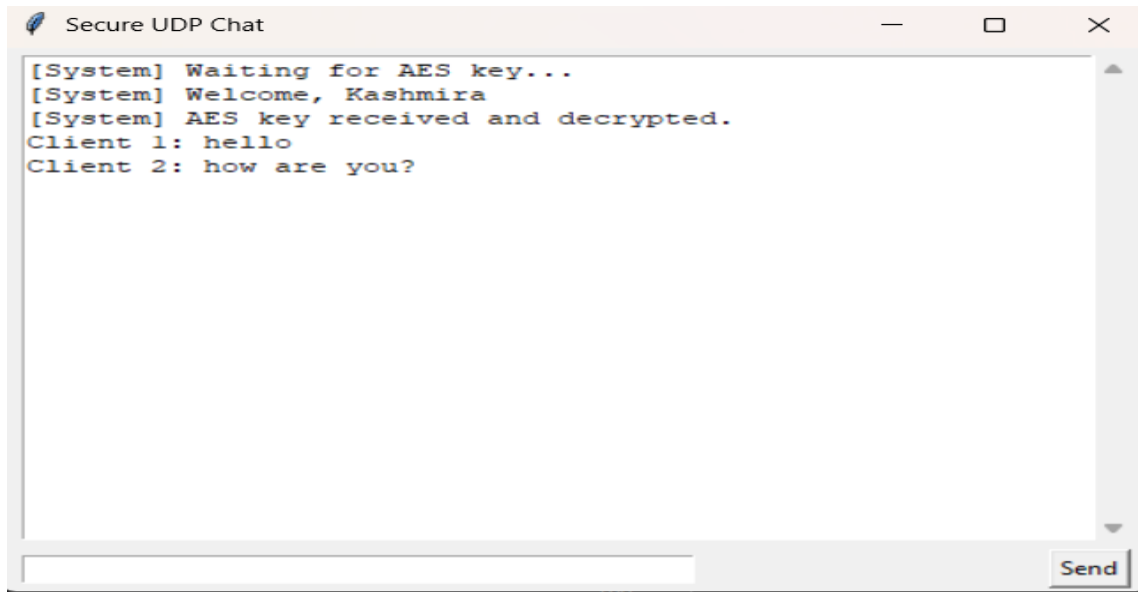 Secure UDP Chat
[System] Waiting for AES key...
[System] Welcome, Kashmira
[System] AES key received and decrypted.
Client 1: hello
Client 2: how are you?
Send